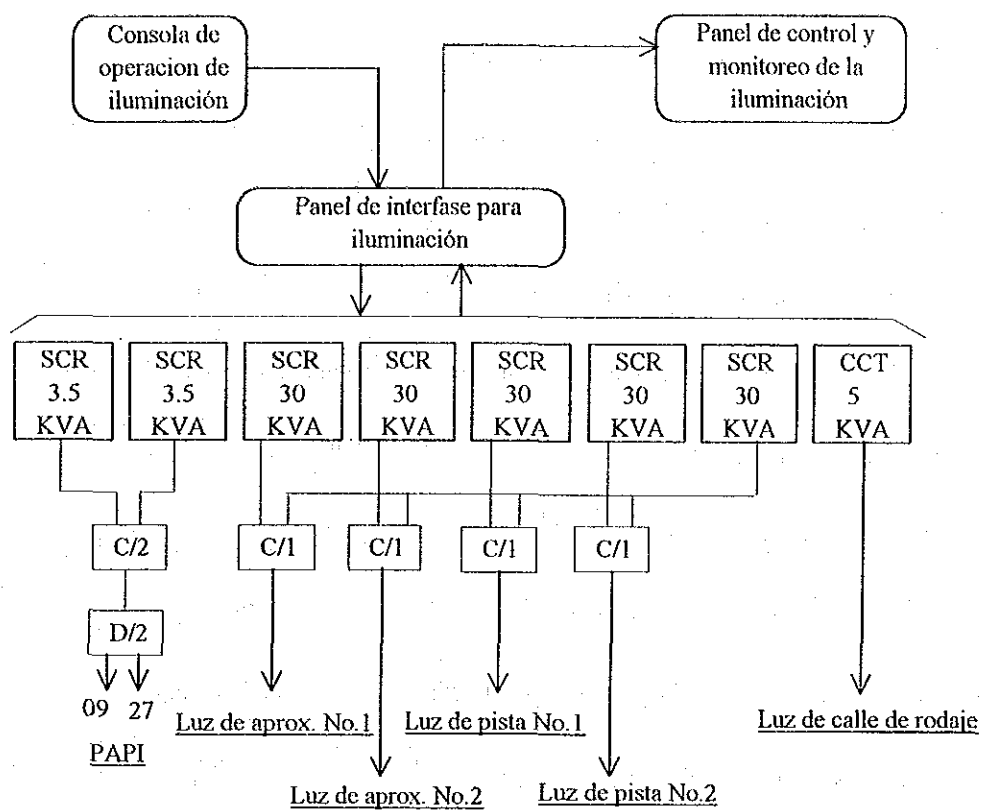 Consola de
operacion de
iluminación
Panel de control y
monitoreo de la
iluminación
Panel de interfase para
iluminación
SCR
3.5
KVA
SCR
3.5
KVA
SCR
30
KVA
SCR
30
KVA
SCR
30
KVA
SCR
30
KVA
SCR
30
KVA
CCT
5
KVA
C/2
C/1
C/1
C/1
C/1
D/2
09 27
PAPI
Luz de aprox. No.1
Luz de pista No.1
Luz de calle de rodaje
Luz de aprox. No.2
Luz de pista No.2